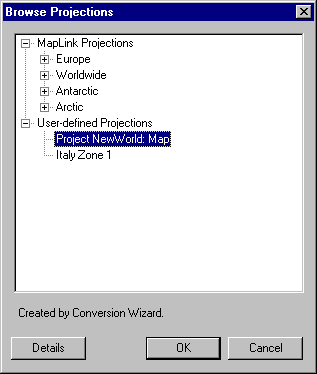 Browse Projections
MapLink Projections
Europe
Worldwide
Antarctic
Arctic
User-defined Projections
Project NewWorld: Map
Italy Zone 1
Created by Conversion Wizard.
Details
OK
Cancel